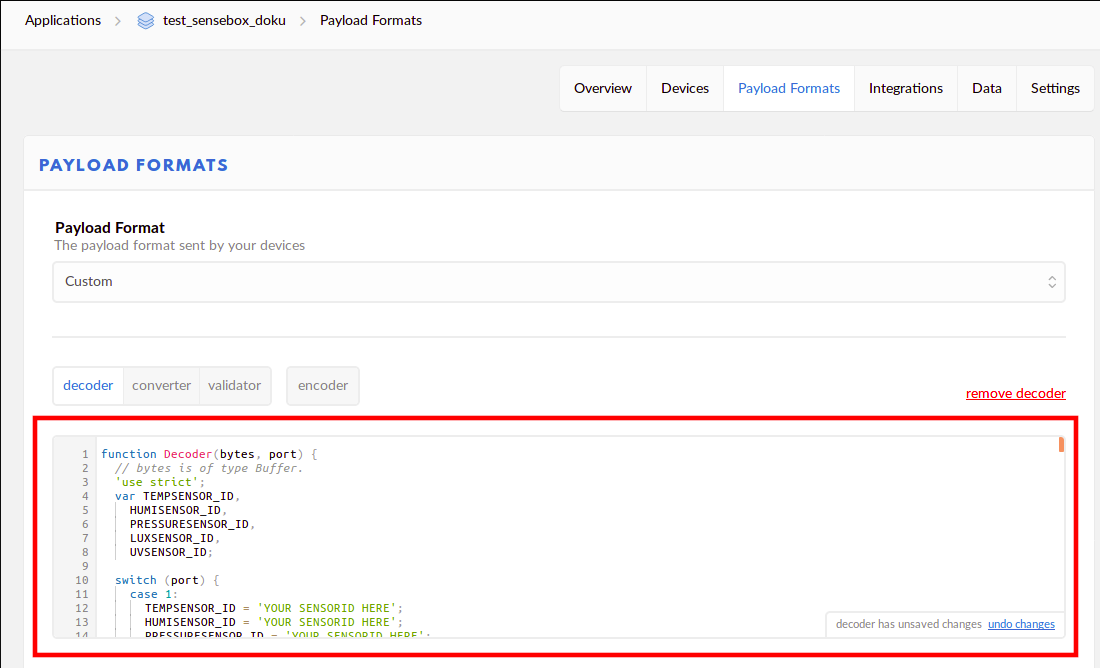 Applications > test_sensebox_doku > Payload Formats
Overview Devices Payload Formats Integrations Data Settings
PAYLOAD FORMATS
Payload Format
The payload format sent by your devices
Custom
decoder converter validator encoder
remove decoder
1 function Decoder(bytes, port) {
2 // bytes is of type Buffer.
3 'use strict';
4 var TEMPSENSOR_ID,
5 HUMISENSOR_ID,
6 PRESSURESENSOR_ID,
7 LUXSENSOR_ID,
8 UVSENSOR_ID;
9
10 switch (port) {
11 case 1:
12 TEMPSENSOR_ID = 'YOUR SENSORID HERE';
13 HUMISENSOR_ID = 'YOUR SENSORID HERE';
14 PRESSURESENSOR_ID = 'YOUR SENSORID HERE';
decoder has unsaved changes undo changes